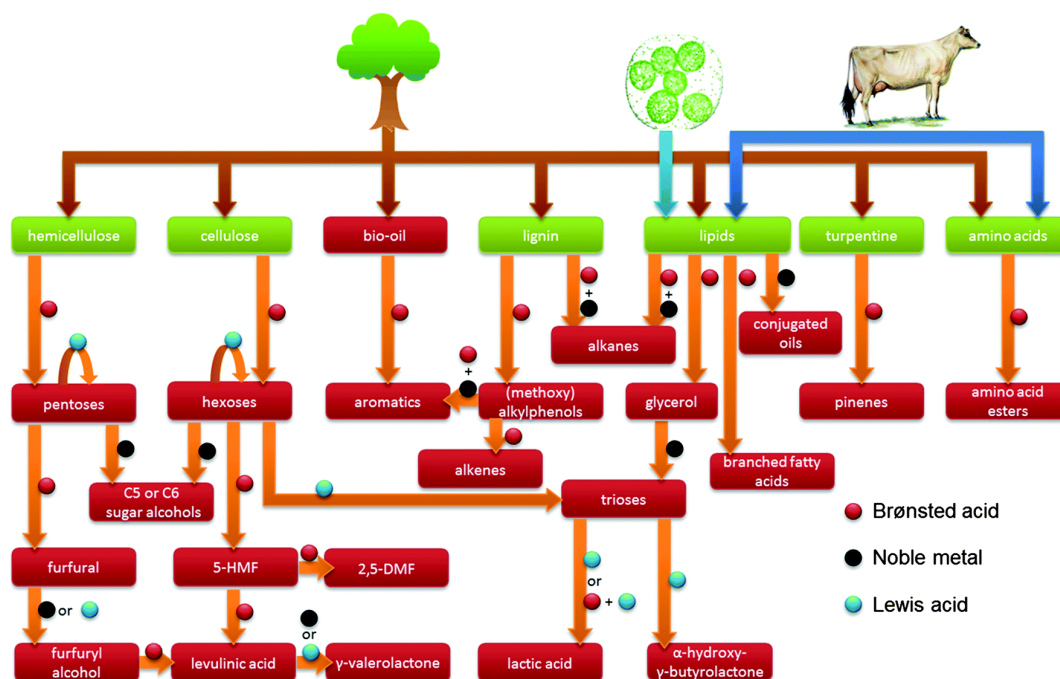 hemicellulose
cellulose
bio-oil
lignin
lipids
turpentine
amino acids
+
+
conjugated
oils
alkanes
+
pentoses
hexoses
aromatics
(methoxy)
alkylphenols
glycerol
pinenes
amino acid
esters
alkenes
branched fatty
acids
C5 or C6
sugar alcohols
trioses
Brønsted acid
Noble metal
Lewis acid
furfural
5-HMF
2,5-DMF
or
+
or
or
furfuryl
alcohol
levulinic acid
γ-valerolactone
lactic acid
α-hydroxy-
γ-butyrolactone